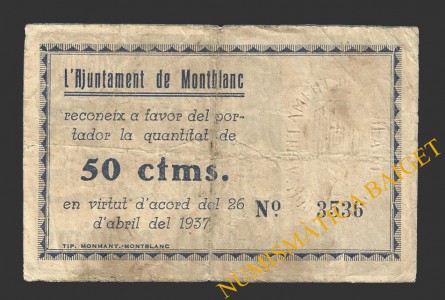 L'Ajuntament de Montblanc
reconeix a favor del por-
tador la quantitat de
50 ctms.
en virtut d'acord del 26
d'abril del 1937
Nº. 3536
TIP. MONMANY.-MONTBLANC
NUMISMATICA BAIGET